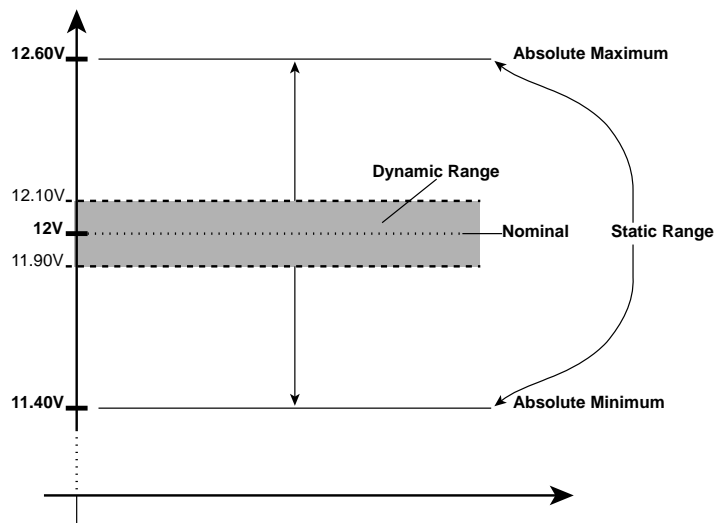 12.60V
Absolute Maximum
Dynamic Range
12.10V
12V
Nominal
Static Range
11.90V
11.40V
Absolute Minimum